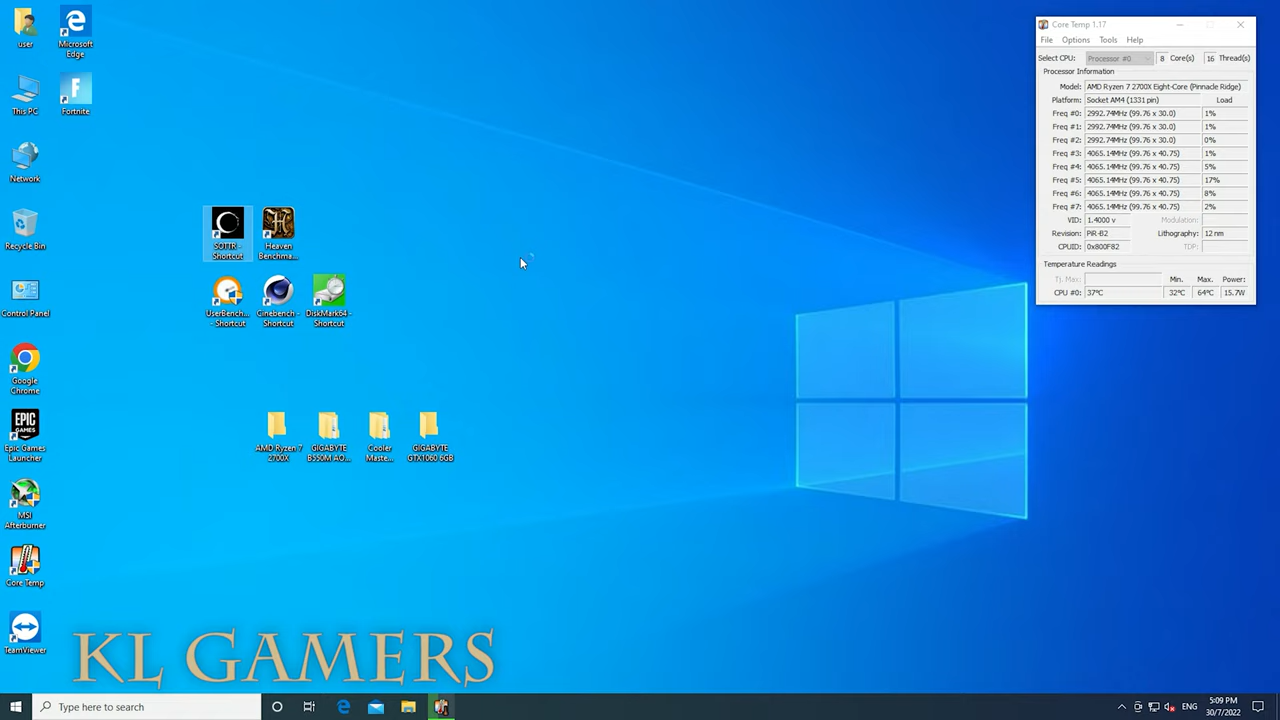 user
Microsoft
Edge
This PC
Fortnite
Network
Recycle Bin
SOTTR -
Shortcut
Heaven
Benchma...
Control Panel
UserBenc...
- Shortcut
Cinebench -
Shortcut
DiskMark64 -
Shortcut
Google
Chrome
EPIC
GAMES
Epic Games
Launcher
AMD Ryzen 7
2700X
GIGABYTE
B550M AO...
Cooler
Maste...
GIGABYTE
GTX1060 6GB
MSI
Afterburner
Core Temp
TeamViewer
KL GAMERS
Core Temp 1.17
File Options Tools Help
Select CPU: Processor #0 8 Core(s) 16 Thread(s)
Processor Information
Model: AMD Ryzen 7 2700X Eight-Core (Pinnacle Ridge)
Platform: Socket AM4 (1331 pin) Load
Freq #0: 2992.74MHz (99.76 x 30.0) 1%
Freq #1: 2992.74MHz (99.76 x 30.0) 1%
Freq #2: 2992.74MHz (99.76 x 30.0) 0%
Freq #3: 4065.14MHz (99.76 x 40.75) 1%
Freq #4: 4065.14MHz (99.76 x 40.75) 5%
Freq #5: 4065.14MHz (99.76 x 40.75) 17%
Freq #6: 4065.14MHz (99.76 x 40.75) 8%
Freq #7: 4065.14MHz (99.76 x 40.75) 2%
VID: 1.4000 v Modulation:
Revision: PiR-B2 Lithography: 12 nm
CPUID: 0x800F82 TDP:
Temperature Readings
Tj. Max: Min. Max. Power:
CPU #0: 37°C 32°C 64°C 15.7W
Type here to search
ENG
5:09 PM
30/7/2022